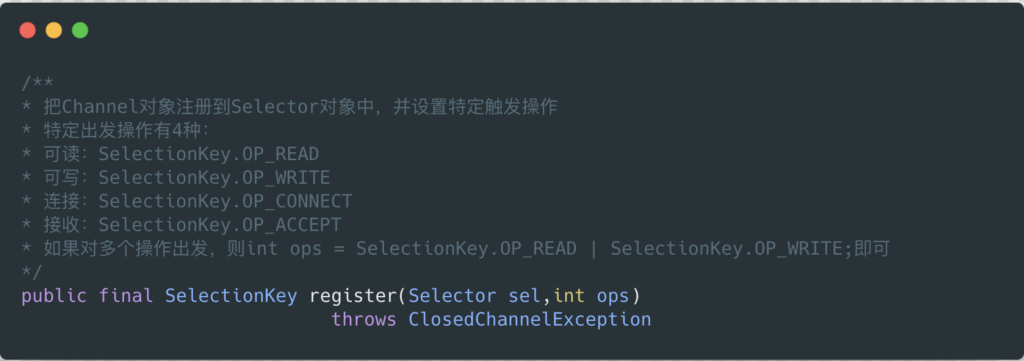 /**
* 把Channel对象注册到Selector对象中，并设置特定触发操作
* 特定出发操作有4种：
* 可读：SelectionKey.OP_READ
* 可写：SelectionKey.OP_WRITE
* 连接：SelectionKey.OP_CONNECT
* 接收：SelectionKey.OP_ACCEPT
* 如果对多个操作出发，则int ops = SelectionKey.OP_READ | SelectionKey.OP_WRITE;即可
*/
public final SelectionKey register(Selector sel,int ops)
throws ClosedChannelException